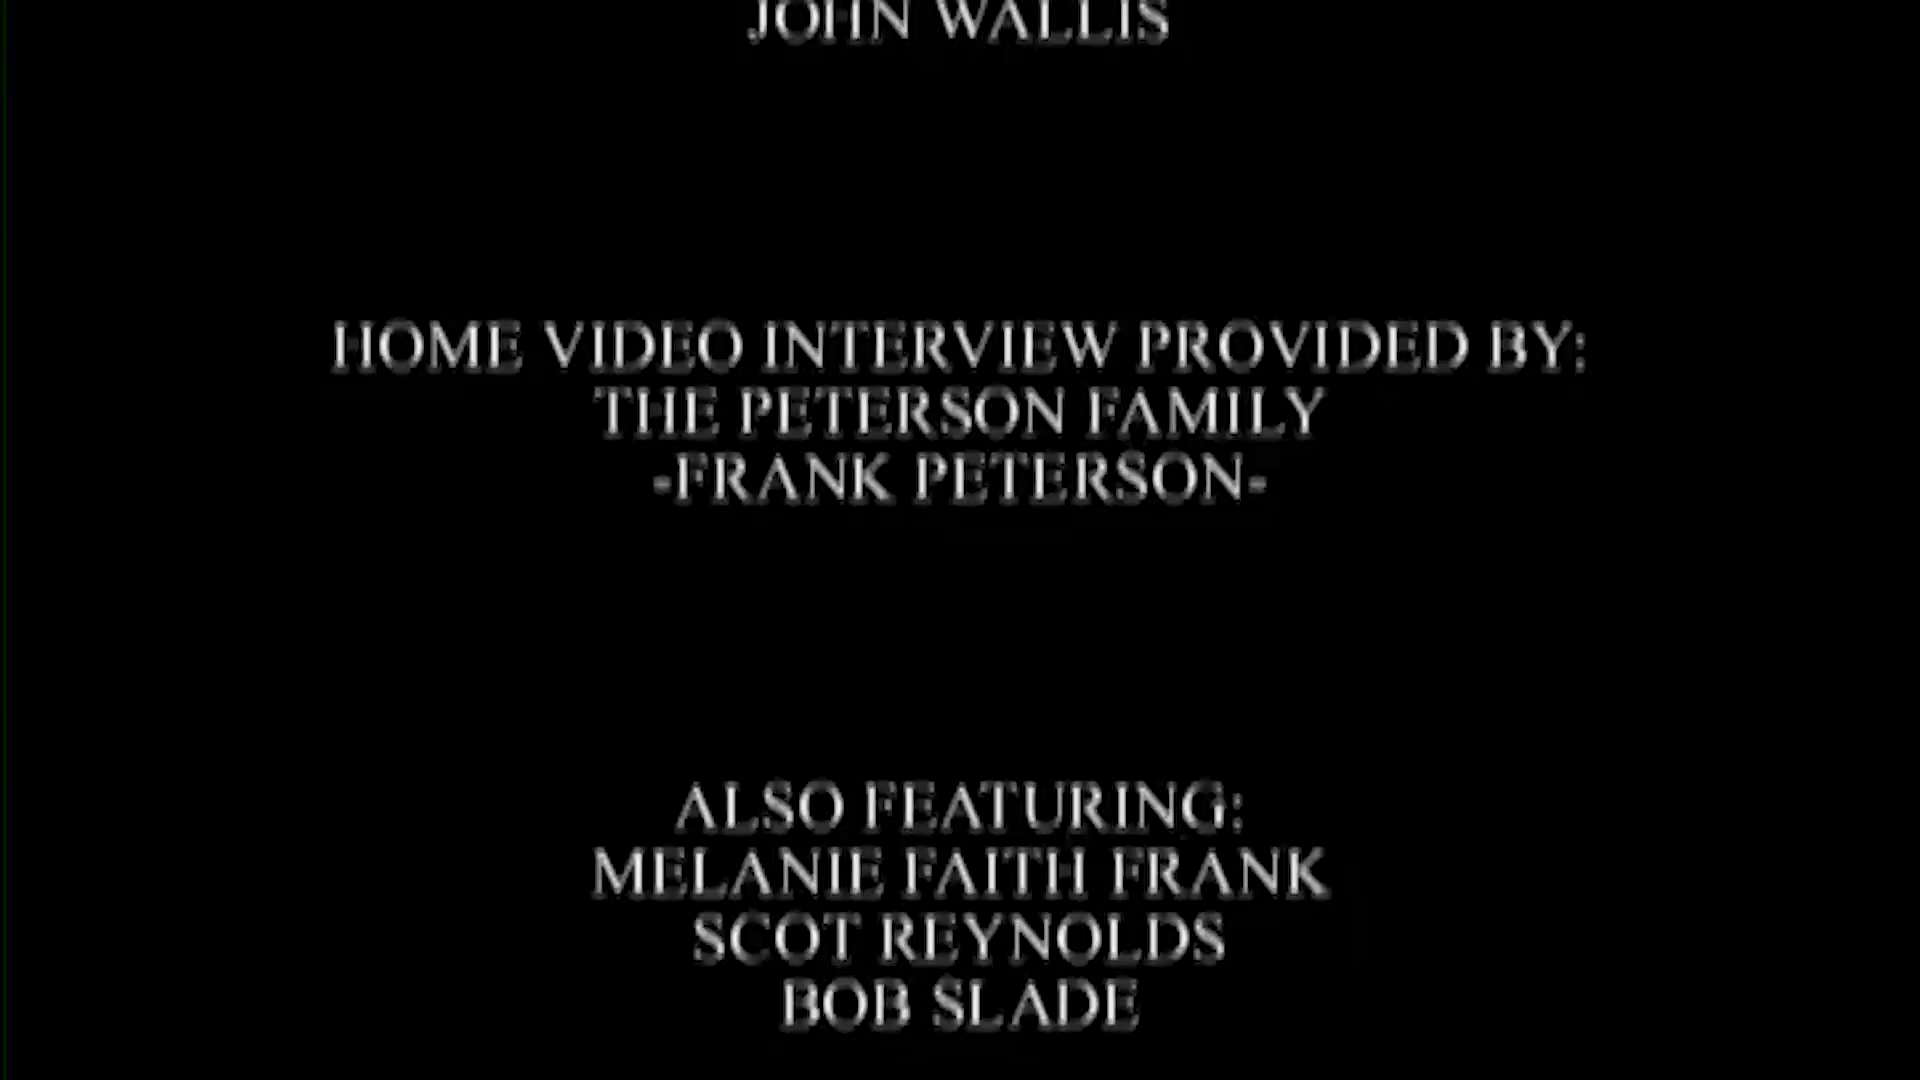 JOHN WALLIS
HOME VIDEO INTERVIEW PROVIDED BY:
THE PETERSON FAMILY
-FRANK PETERSON-
ALSO FEATURING:
MELANIE FAITH FRANK
SCOT REYNOLDS
BOB SLADE